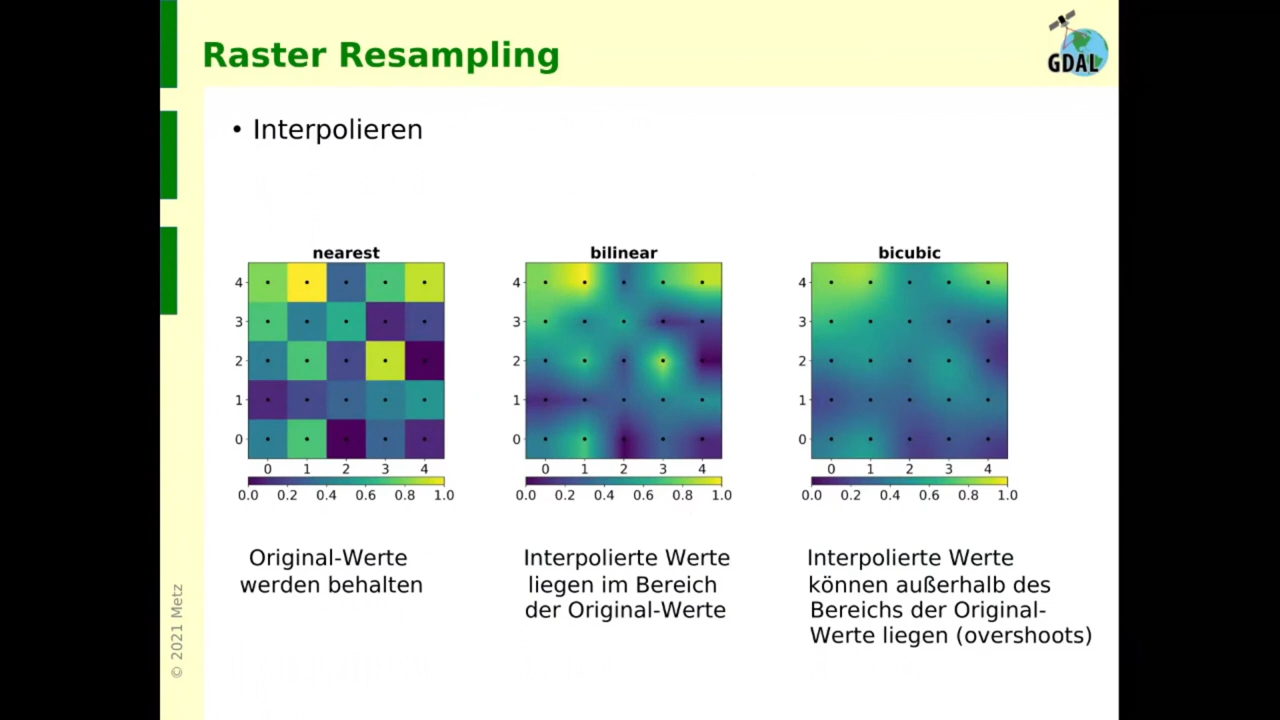 Raster Resampling
GDAL
• Interpolieren
nearest
4
3
2
1
0
0 1 2 3 4
0.0 0.2 0.4 0.6 0.8 1.0
bilinear
4
3
2
1
0
0 1 2 3 4
0.0 0.2 0.4 0.6 0.8 1.0
bicubic
4
3
2
1
0
0 1 2 3 4
0.0 0.2 0.4 0.6 0.8 1.0
Original-Werte
werden behalten
Interpolierte Werte
liegen im Bereich
der Original-Werte
Interpolierte Werte
können außerhalb des
Bereichs der Original-
Werte liegen (overshoots)
© 2021 Metz